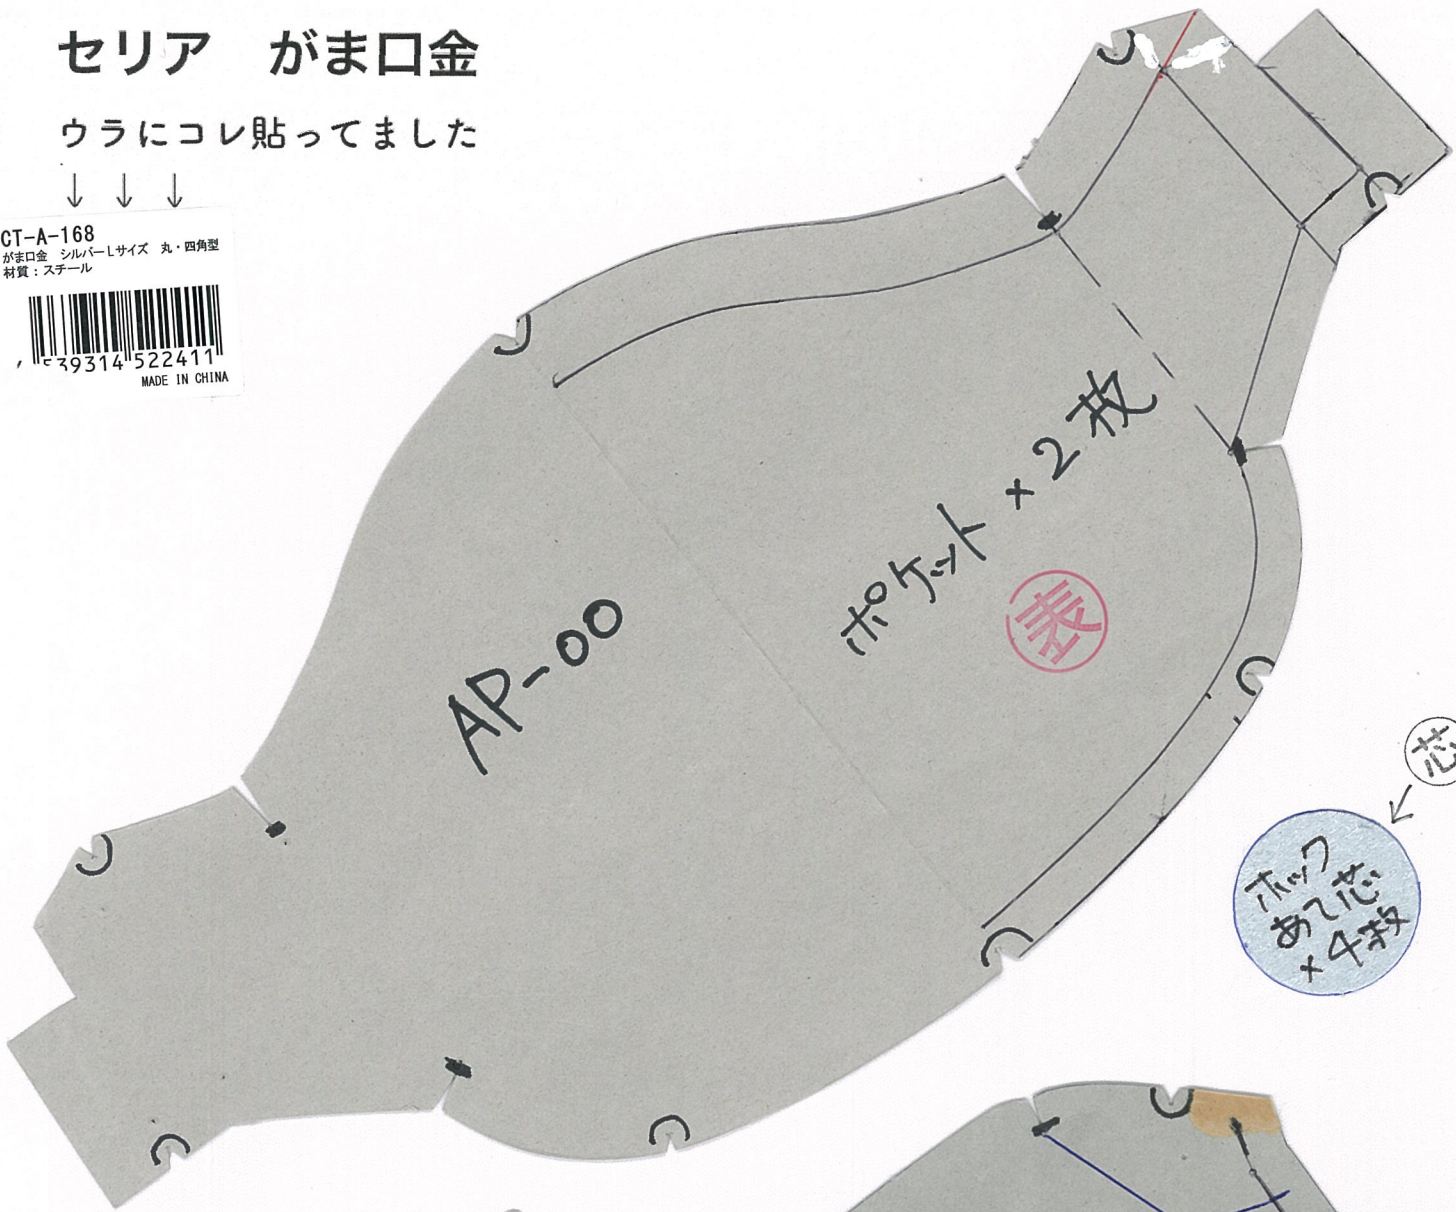 セリア　がま口金
ウラにコレ貼ってました
↓ ↓ ↓
CT-A-168
がま口金　シルバーLサイズ　丸・四角型
材質：スチール
539314 522411
MADE IN CHINA
ポケット×2枚
表
AP-00
芯
ホック
あて芯
×4枚